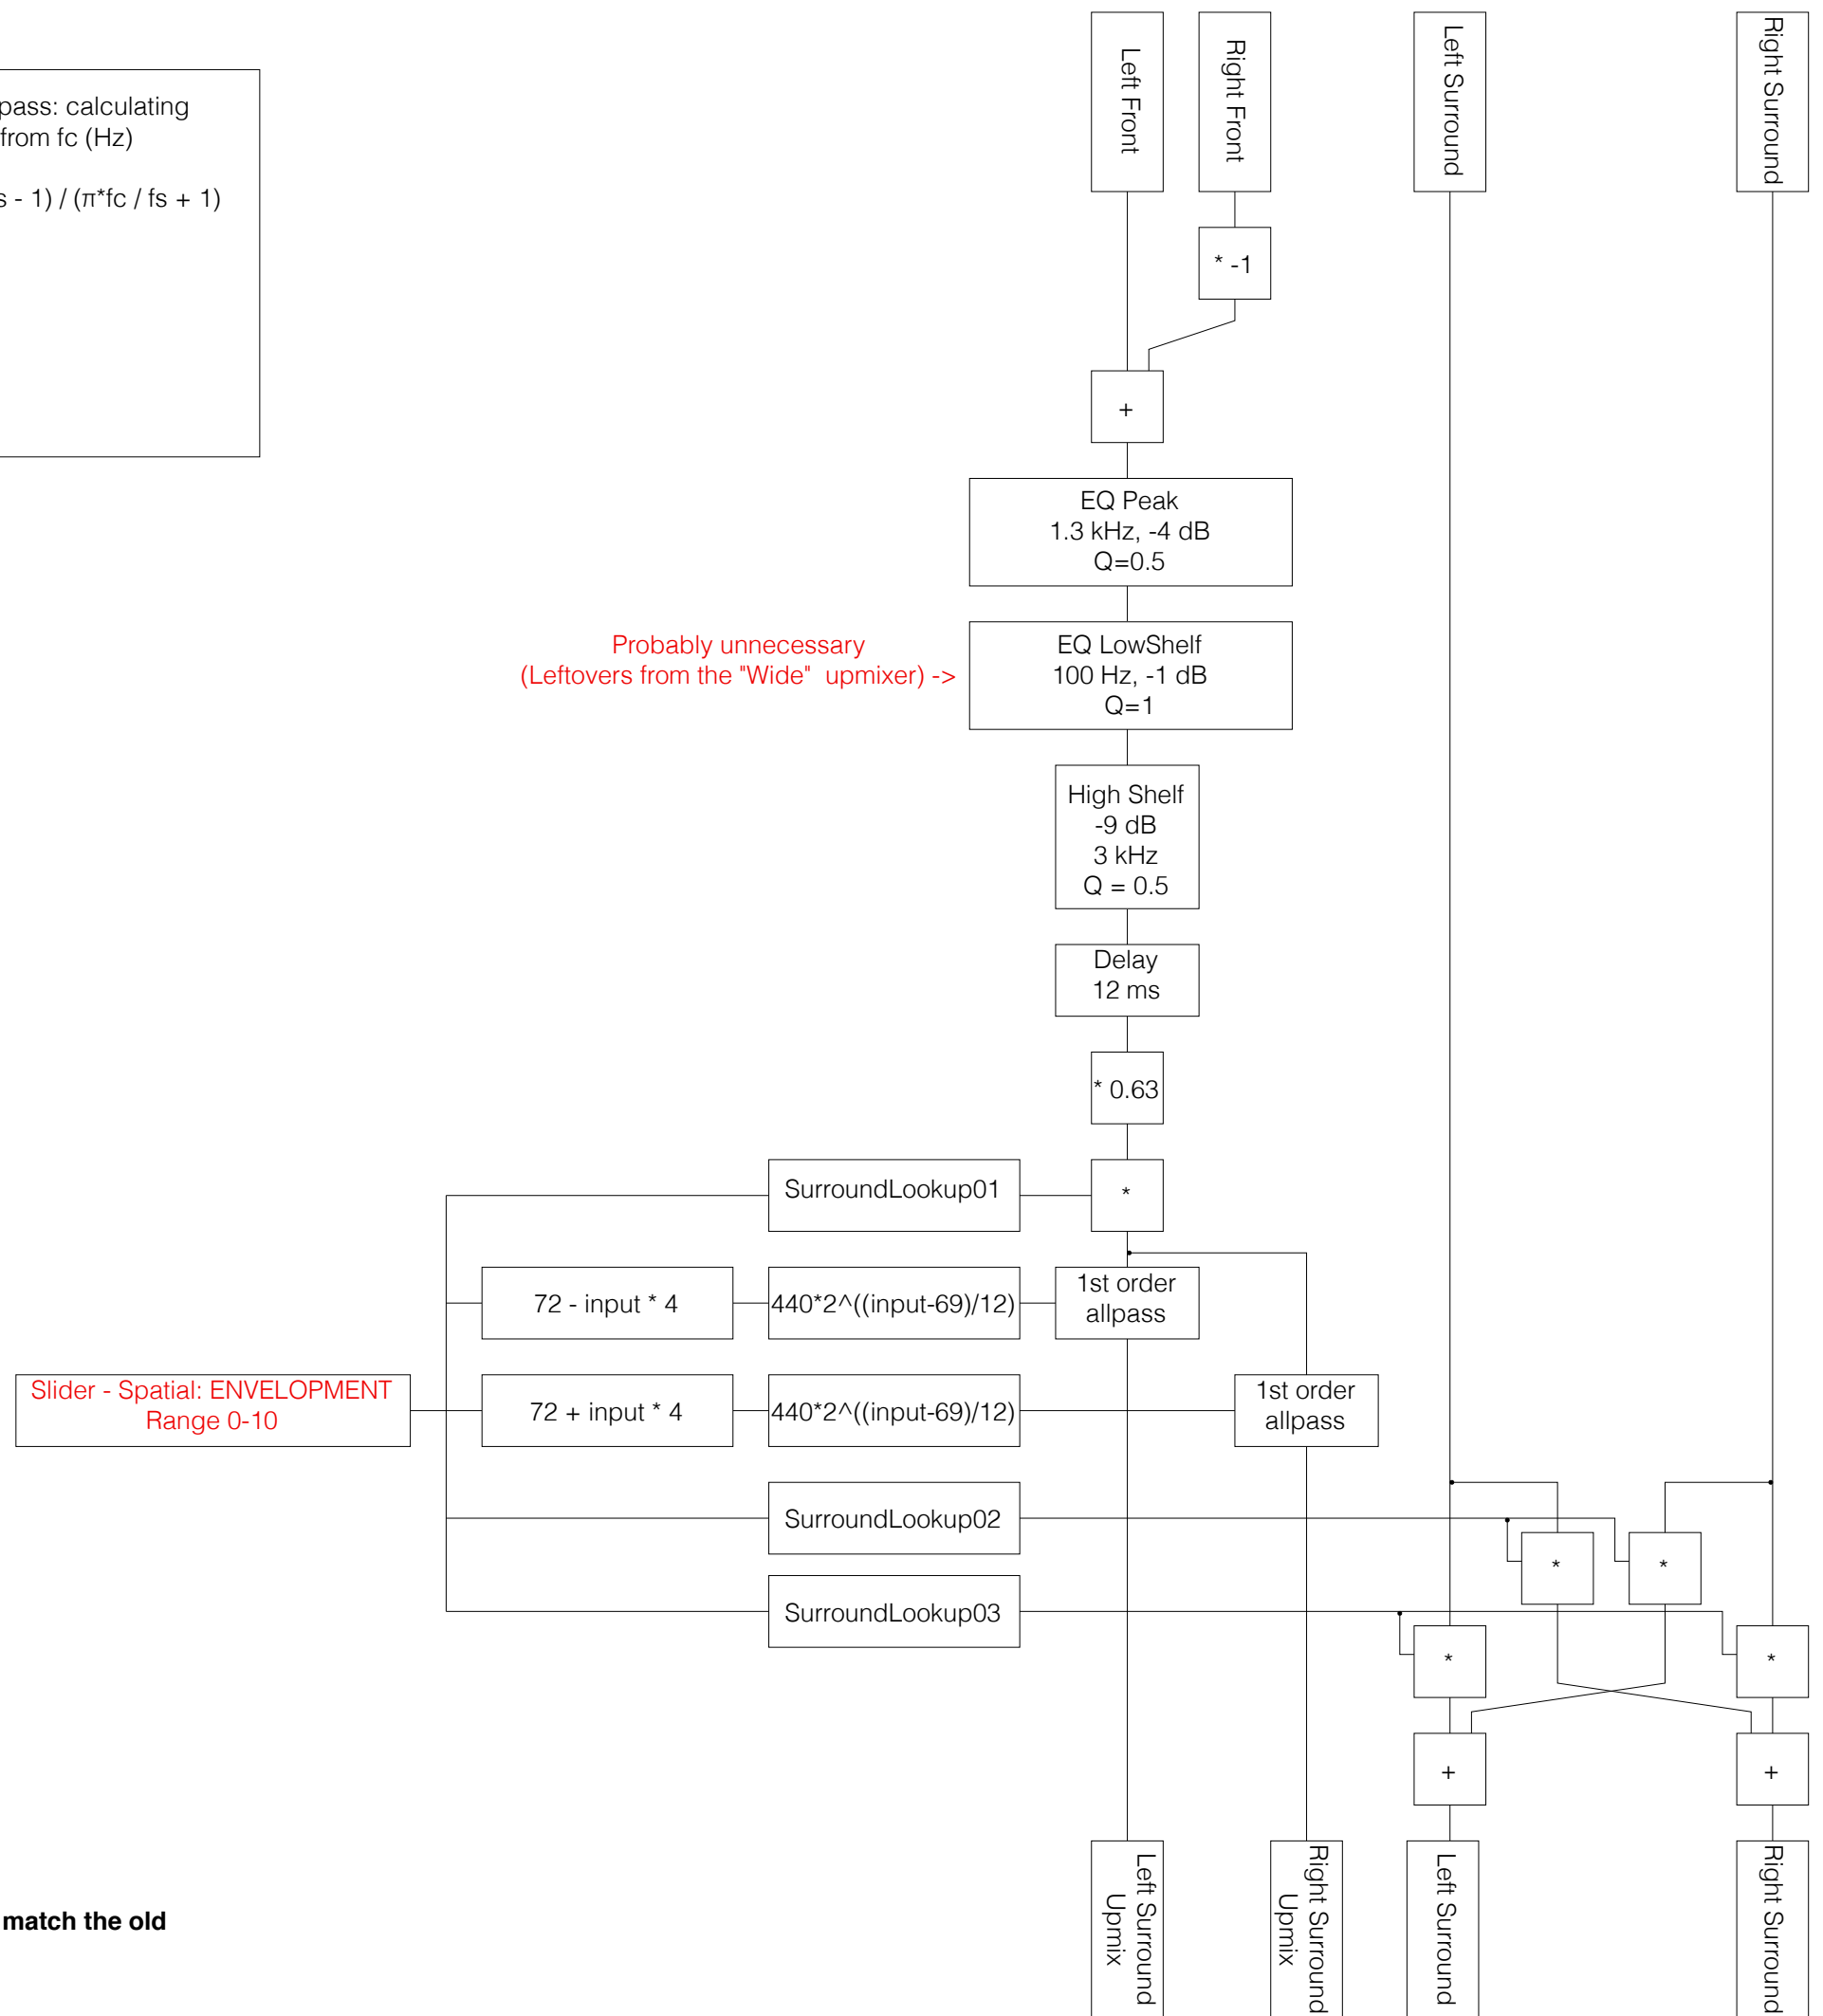 Left Front
Right Front
Left Surround
Right Surround
pass: calculating
from fc (Hz)
s - 1) / (π*fc / fs + 1)
* -1
+
EQ Peak
1.3 kHz, -4 dB
Q=0.5
Probably unnecessary
(Leftovers from the "Wide"  upmixer) ->
EQ LowShelf
100 Hz, -1 dB
Q=1
High Shelf
-9 dB
3 kHz
Q = 0.5
Delay
12 ms
* 0.63
SurroundLookup01
*
72 - input * 4
440*2^((input-69)/12)
1st order
allpass
Slider - Spatial: ENVELOPMENT
Range 0-10
72 + input * 4
440*2^((input-69)/12)
1st order
allpass
SurroundLookup02
*
*
SurroundLookup03
*
*
+
+
match the old
Left Surround
Upmix
Right Surround
Upmix
Left Surround
Right Surround